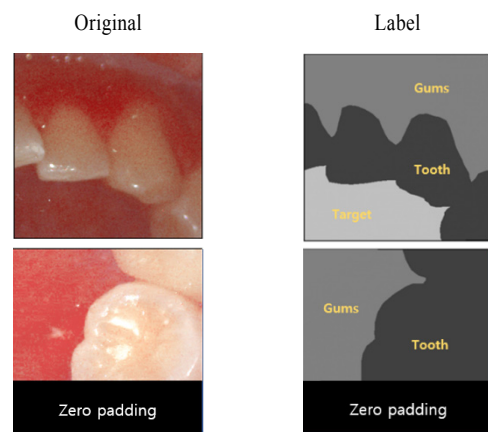 Original
Label
Gums
Tooth
Target
Gums
Tooth
Zero padding
Zero padding